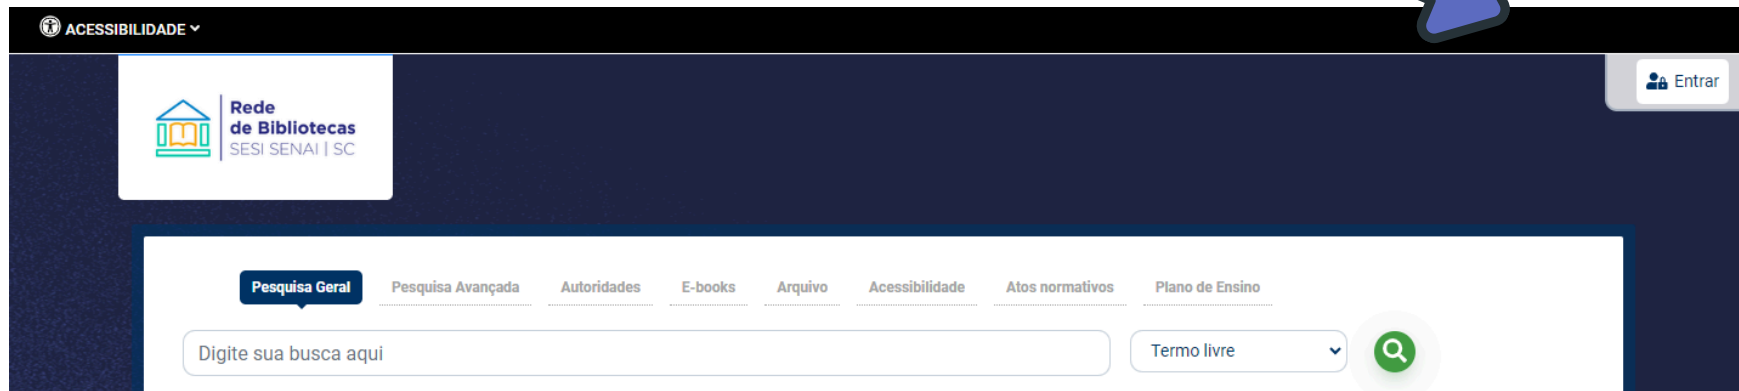 ACESSIBILIDADE
Entrar
Rede
de Bibliotecas
SESI SENAI | SC
Pesquisa Geral Pesquisa Avançada Autoridades E-books Arquivo Acessibilidade Atos normativos Plano de Ensino
Digite sua busca aqui Termo livre